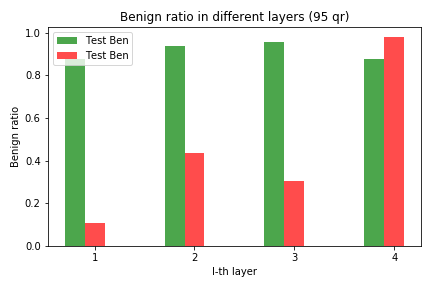 Benign ratio in different layers (95 qr)
Test Ben
Test Ben
Benign ratio
1.0
0.8
0.6
0.4
0.2
0.0
1 2 3 4
l-th layer